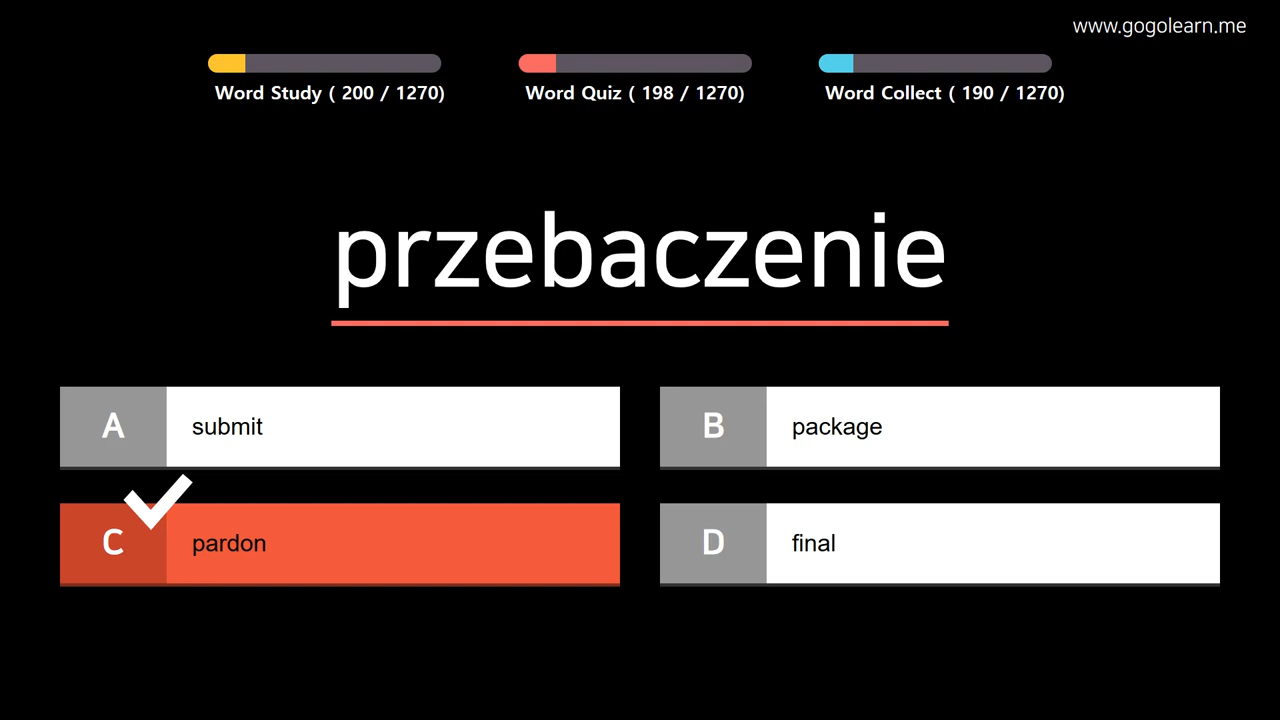 www.gogolearn.me
Word Study ( 200 / 1270)
Word Quiz ( 198 / 1270)
Word Collect ( 190 / 1270)
przebaczenie
A submit
B package
C pardon
D final